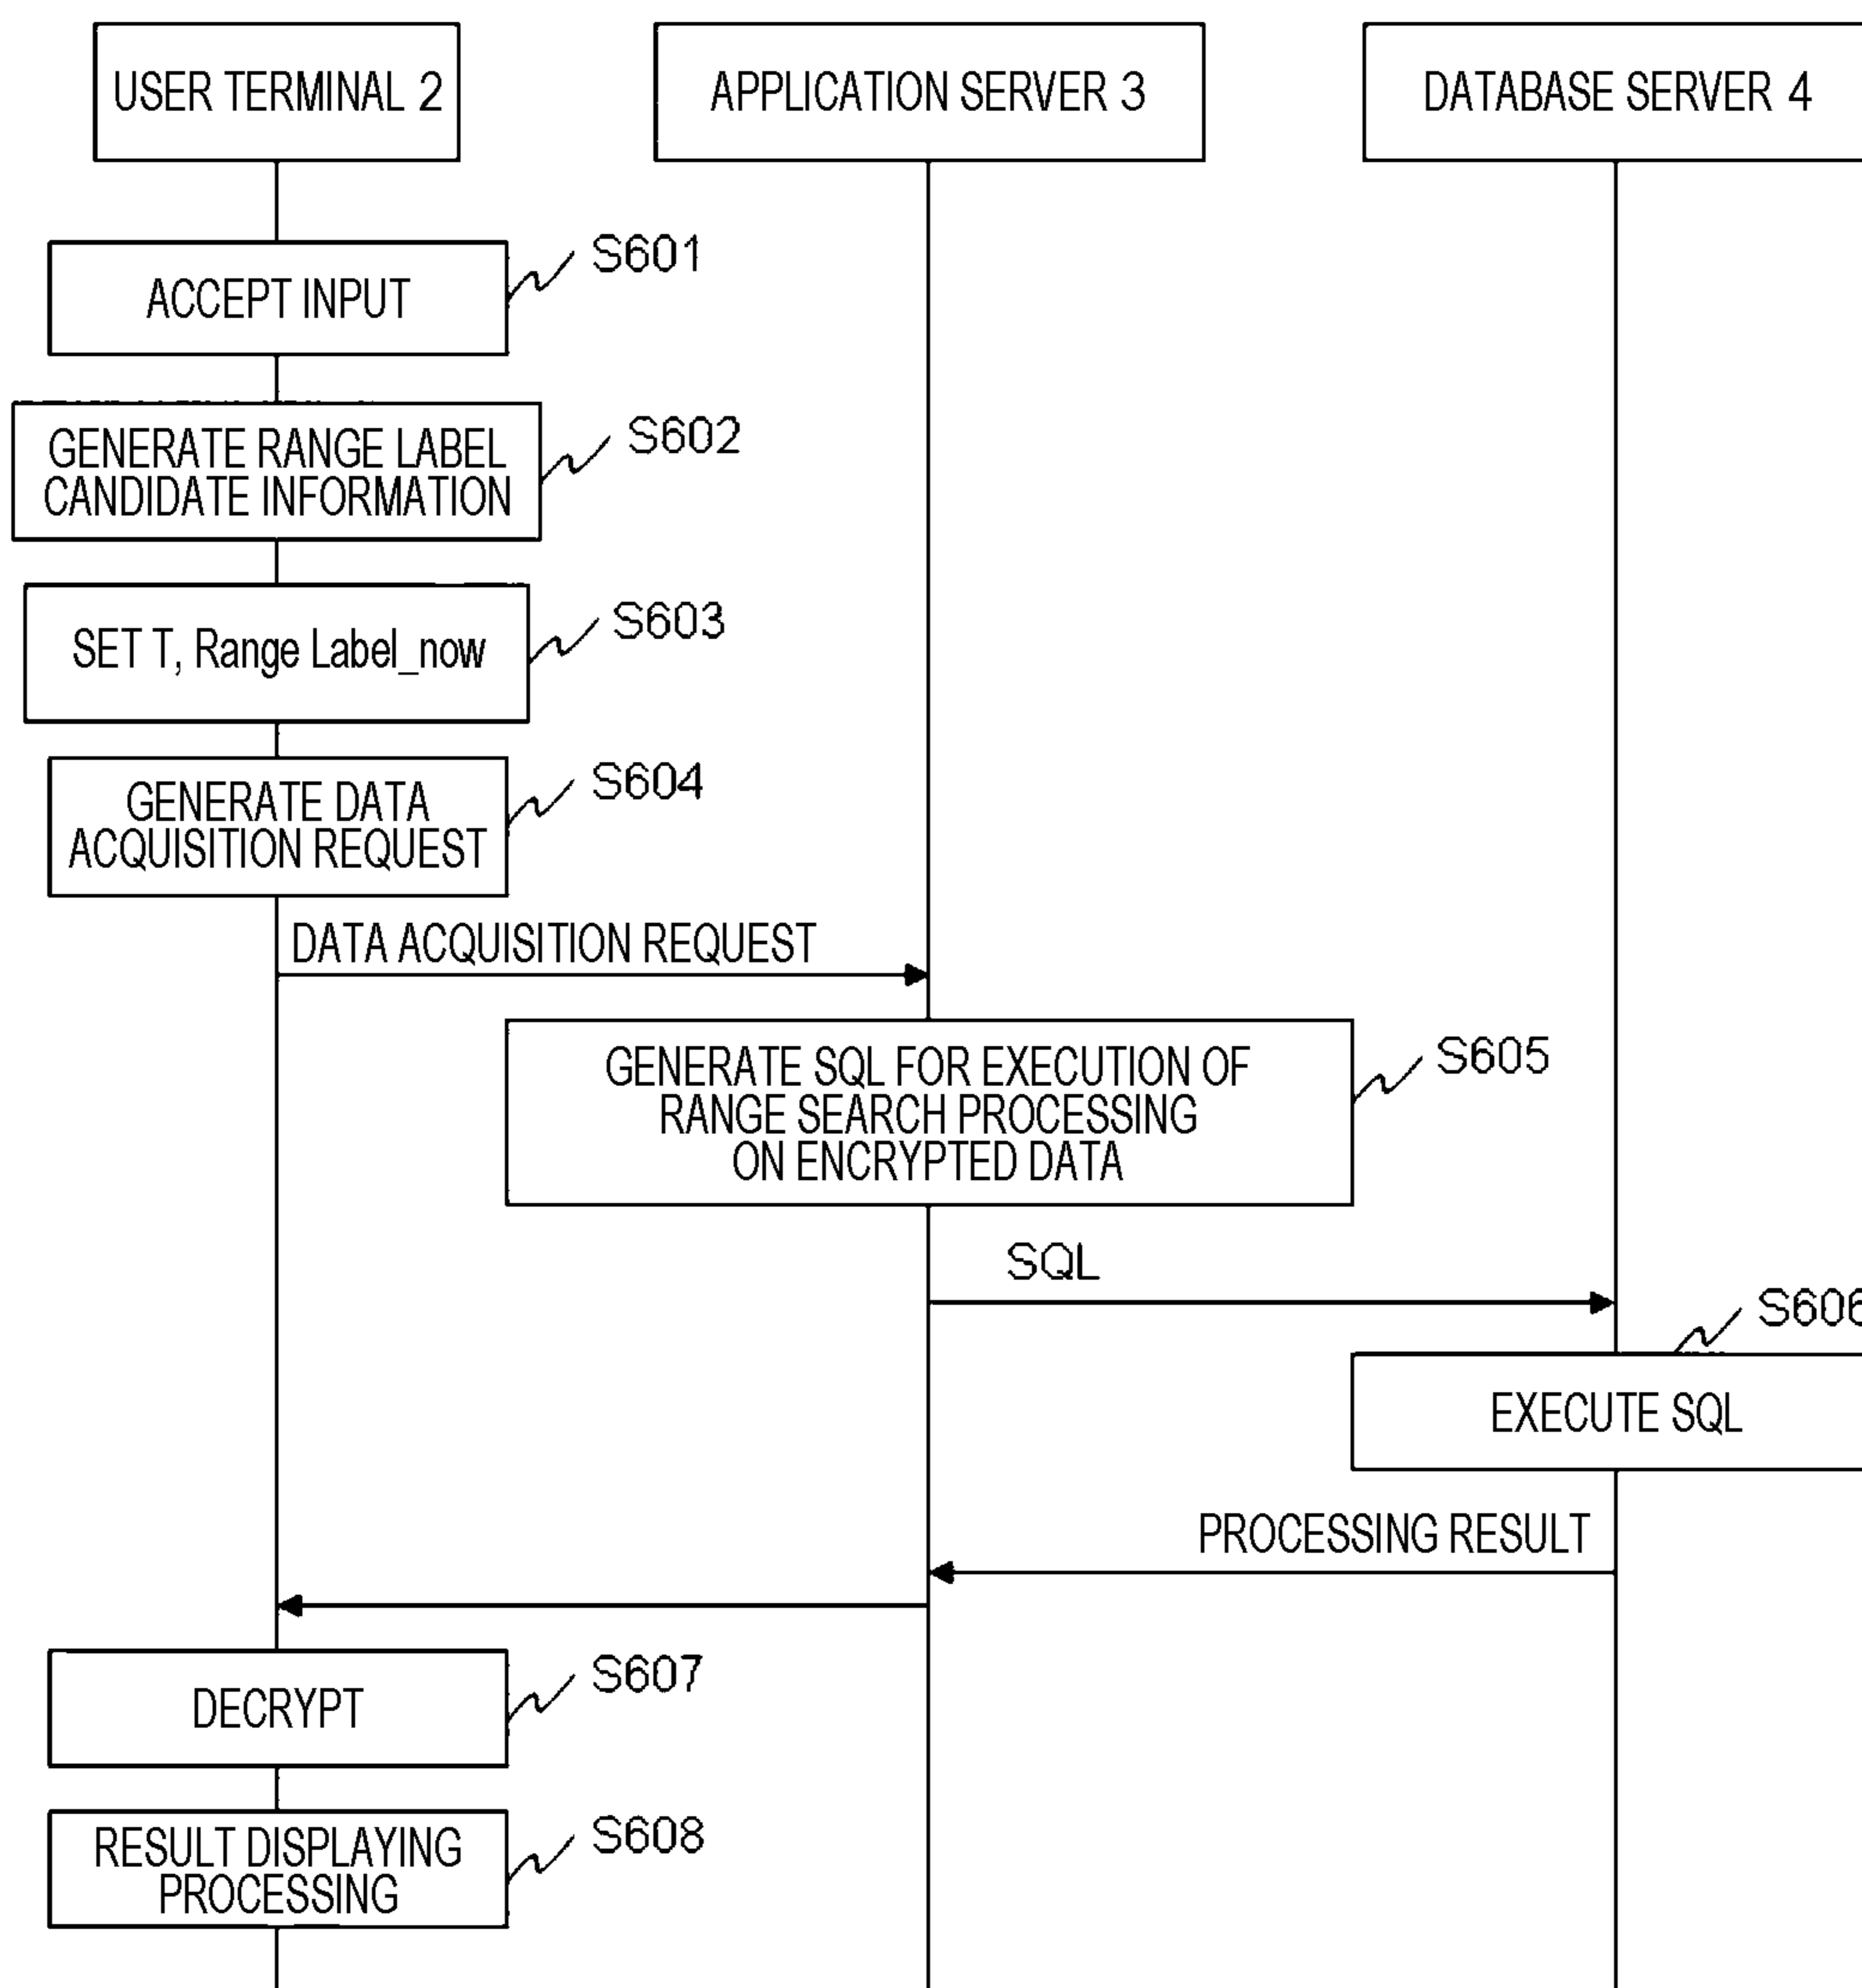 USER TERMINAL 2
APPLICATION SERVER 3
DATABASE SERVER 4
S601
ACCEPT INPUT
S602
GENERATE RANGE LABEL
CANDIDATE INFORMATION
S603
SET T, Range Label_now
S604
GENERATE DATA
ACQUISITION REQUEST
DATA ACQUISITION REQUEST
S605
GENERATE SQL FOR EXECUTION OF
RANGE SEARCH PROCESSING
ON ENCRYPTED DATA
SQL
S606
EXECUTE SQL
PROCESSING RESULT
S607
DECRYPT
S608
RESULT DISPLAYING
PROCESSING